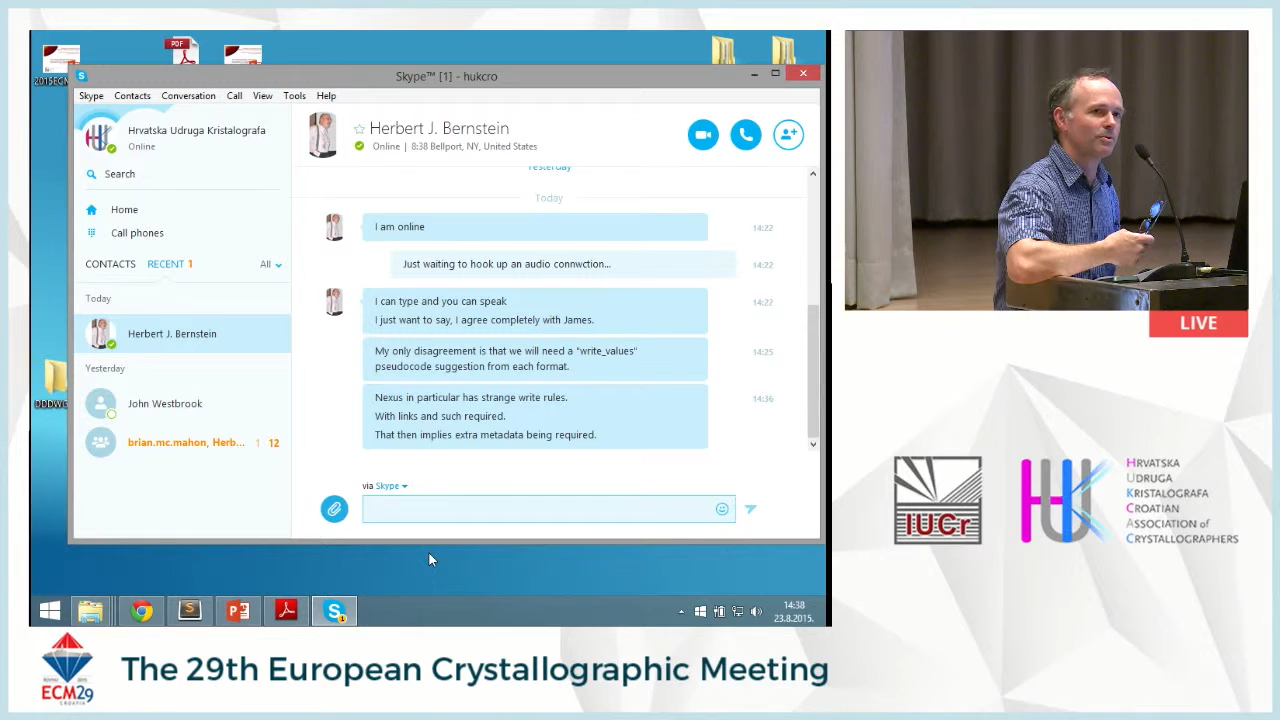 PDF
2015ECM
Skype™ [1] - hukcro
Skype Contacts Conversation Call View Tools Help
Hrvatska Udruga Kristalografa
Online
Search
Home
Call phones
CONTACTS RECENT 1 All
Today
Herbert J. Bernstein
Yesterday
John Westbrook
brian.mc.mahon, Herb... 1 12
Herbert J. Bernstein
Online | 8:38 Bellport, NY, United States
Yesterday
Today
I am online 14:22
Just waiting to hook up an audio connwction... 14:22
I can type and you can speak 14:22
I just want to say, I agree completely with James.
My only disagreement is that we will need a "write_values" 14:25
pseudocode suggestion from each format.
Nexus in particular has strange write rules. 14:36
With links and such required.
That then implies extra metadata being required.
via Skype
DDDWG
14:38
23.8.2015.
LIVE
IUCr
HRVATSKA
UDRUGA
KRISTALOGRAFA
CROATIAN
ASSOCIATION of
CRYSTALLOGRAPHERS
ECM29
CROATIA
The 29th European Crystallographic Meeting